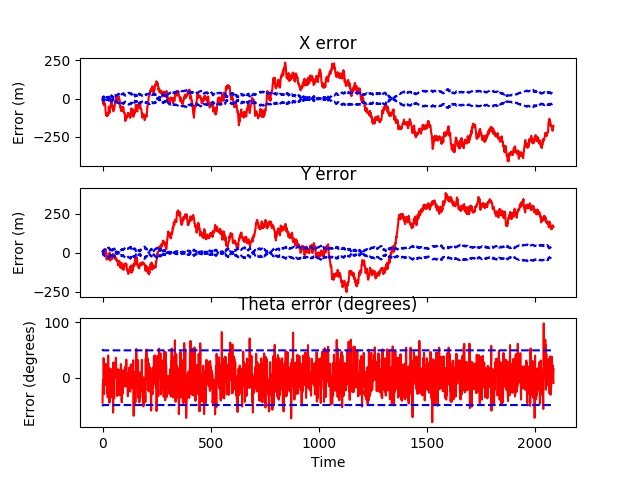 X error
250
0
−250
Error (m)
Y error
250
0
−250
Error (m)
Theta error (degrees)
100
0
Error (degrees)
0 500 1000 1500 2000
Time